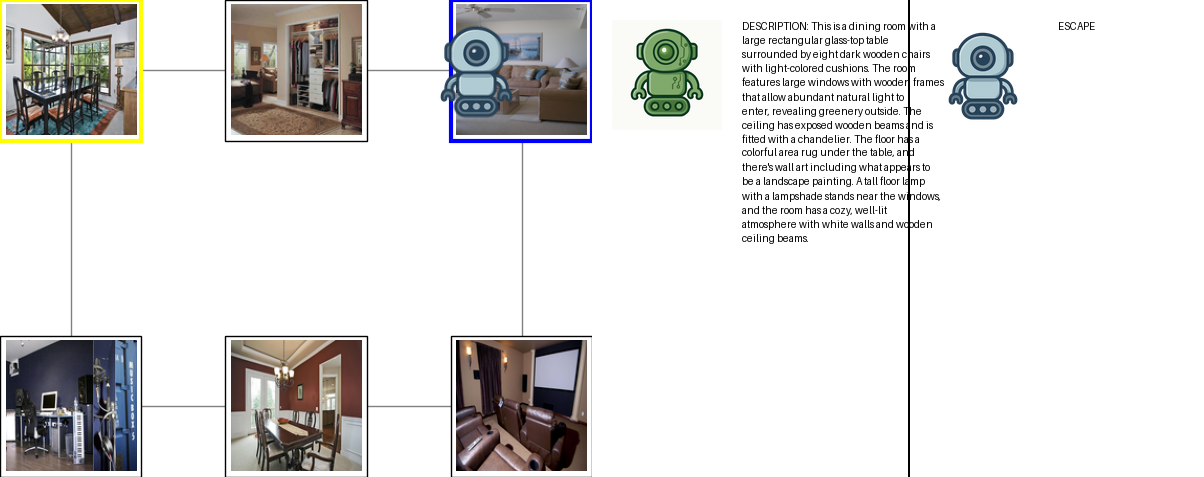 DESCRIPTION: This is a dining room with a
large rectangular glass-top table
surrounded by eight dark wooden chairs
with light-colored cushions. The room
features large windows with wooden frames
that allow abundant natural light to
enter, revealing greenery outside. The
ceiling has exposed wooden beams and is
fitted with a chandelier. The floor has a
colorful area rug under the table, and
there's wall art including what appears to
be a landscape painting. A tall floor lamp
with a lampshade stands near the windows,
and the room has a cozy, well-lit
atmosphere with white walls and wooden
ceiling beams.
ESCAPE
MUSIC BOX 5